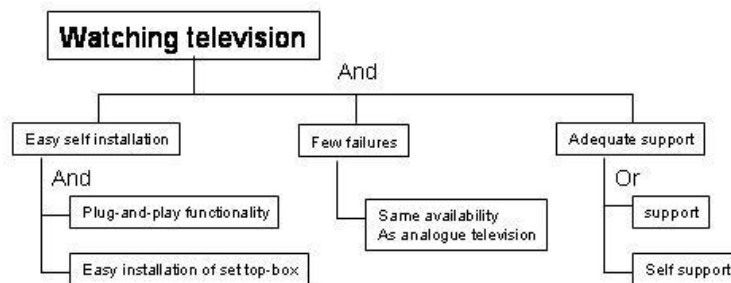 Watching television
And
Easy self installation
Few failures
Adequate support
And
Or
Plug-and-play functionality
Same availability
As analogue television
support
Easy installation of set top-box
Self support